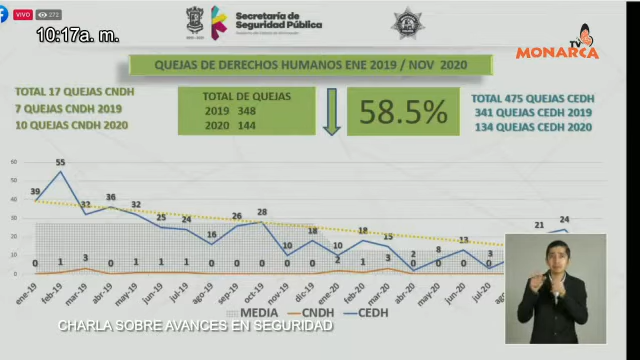 VIVO 272
10:17a. m.
Secretaría de
Seguridad Pública
TV
MONARCA
QUEJAS DE DERECHOS HUMANOS ENE 2019 / NOV 2020
TOTAL 17 QUEJAS CNDH
7 QUEJAS CNDH 2019
10 QUEJAS CNDH 2020
TOTAL DE QUEJAS
2019 348
2020 144
58.5%
TOTAL 475 QUEJAS CEDH
341 QUEJAS CEDH 2019
134 QUEJAS CEDH 2020
60
50
40
30
20
10
0
39 55 32 36 32 25 24 16 26 28 10 18 10 18 15 2 8 13 3 21 24
0 1 3 0 1 1 1 0 0 0 0 0 2 1 3 0 0 0 0
ene-19 feb-19 mar-19 abr-19 may-19 jun-19 jul-19 ago-19 sep-19 oct-19 nov-19 dic-19 ene-20 feb-20 mar-20 abr-20 may-20 jun-20 jul-20
MEDIA CNDH CEDH
CHARLA SOBRE AVANCES EN SEGURIDAD